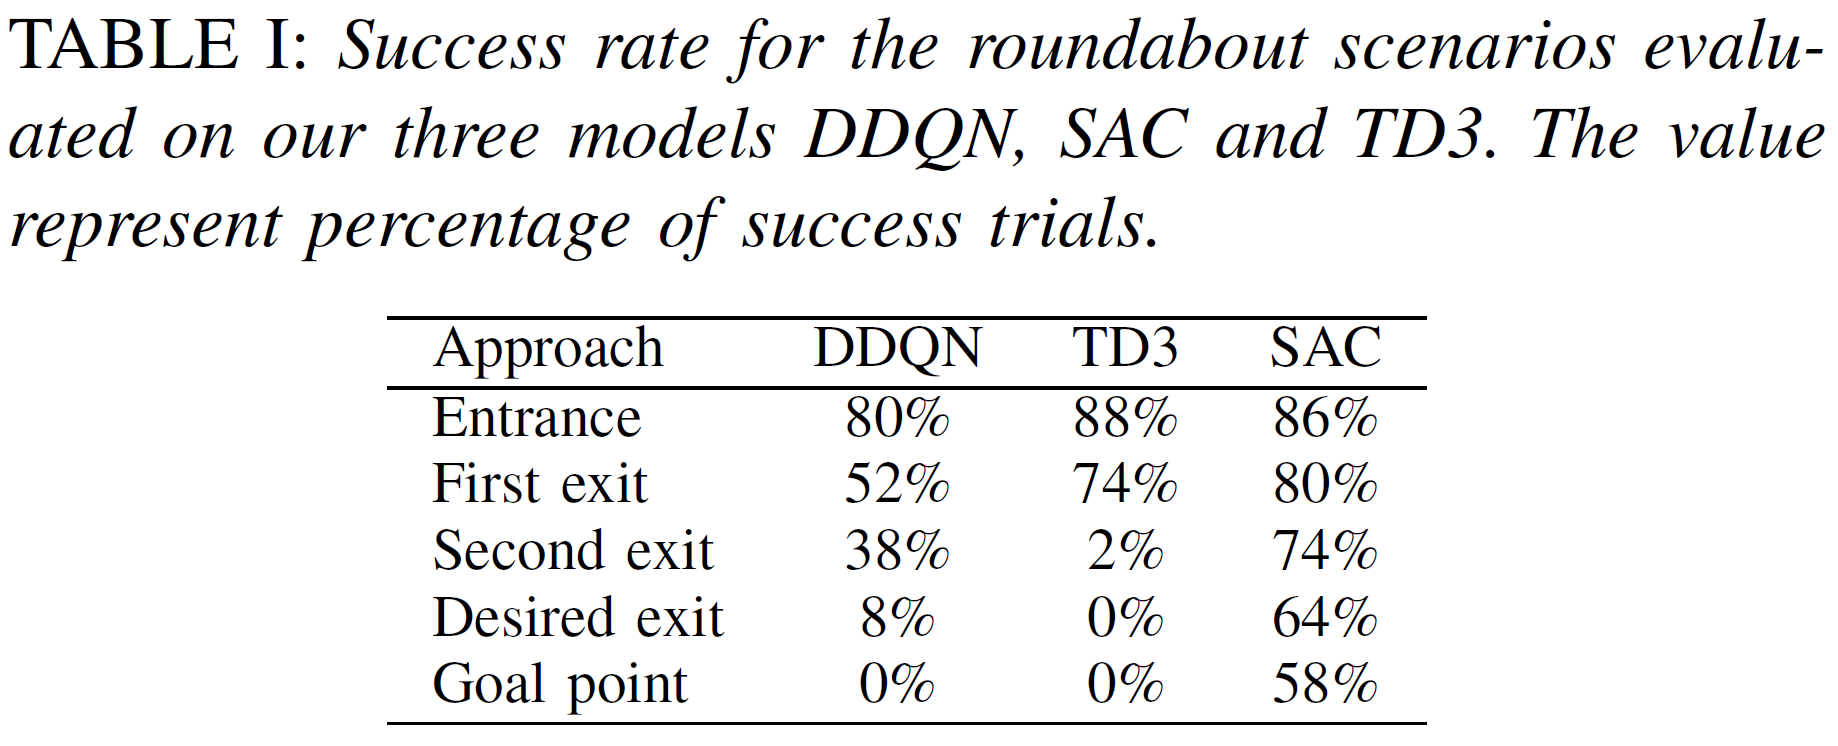 TABLE I: Success rate for the roundabout scenarios evalu-
ated on our three models DDQN, SAC and TD3. The value
represent percentage of success trials.
Approach DDQN TD3 SAC
Entrance 80% 88% 86%
First exit 52% 74% 80%
Second exit 38% 2% 74%
Desired exit 8% 0% 64%
Goal point 0% 0% 58%